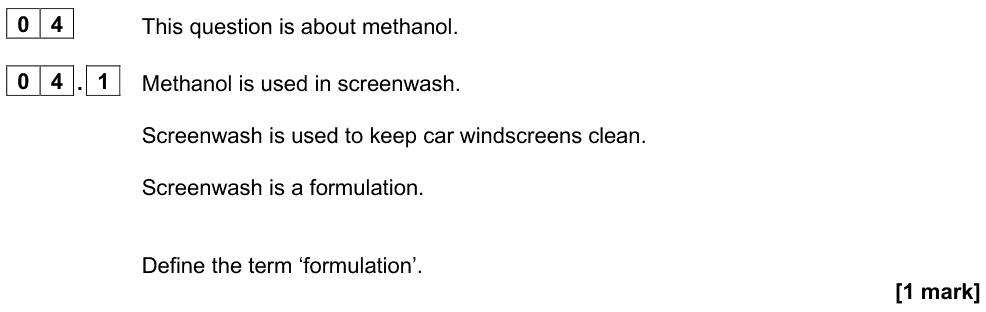 0 4 This question is about methanol.
0 4 . 1 Methanol is used in screenwash.
Screenwash is used to keep car windscreens clean.
Screenwash is a formulation.
Define the term ‘formulation’.
[1 mark]